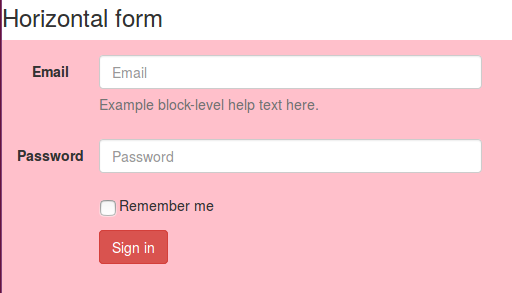 Horizontal form
Email
Email
Example block-level help text here.
Password
Password
Remember me
Sign in